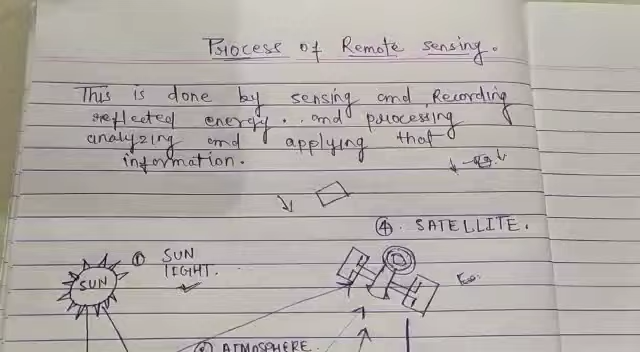 Process of Remote sensing.
This is done by sensing and Recording
reflected energy . . and processing
analyzing and applying that
information.
④. SATELLITE.
① SUN
LIGHT.
SUN
② ATMOSPHERE